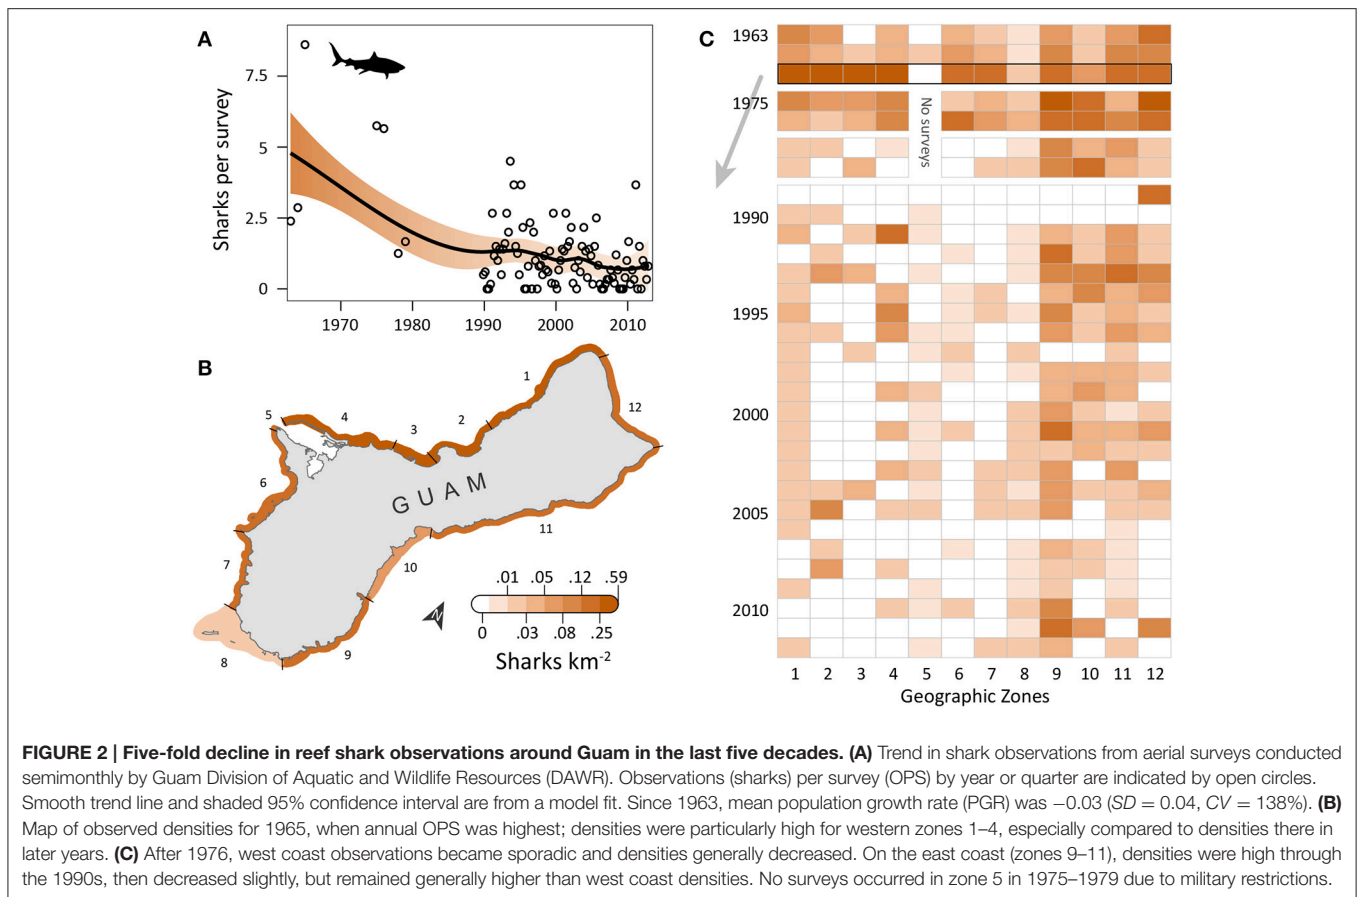 A
7.5
5
2.5
0
Sharks per survey
1970 1980 1990 2000 2010
B
1
2
3
4
5
6
7
8
9
10
11
12
GUAM
N
.01 .05 .12 .59
0 .03 .08 .25
Sharks km-2
C
1963
1975
1990
1995
2000
2005
2010
No surveys
1 2 3 4 5 6 7 8 9 10 11 12
Geographic Zones
FIGURE 2 | Five-fold decline in reef shark observations around Guam in the last five decades. (A) Trend in shark observations from aerial surveys conducted
semimonthly by Guam Division of Aquatic and Wildlife Resources (DAWR). Observations (sharks) per survey (OPS) by year or quarter are indicated by open circles.
Smooth trend line and shaded 95% confidence interval are from a model fit. Since 1963, mean population growth rate (PGR) was −0.03 (SD = 0.04, CV = 138%). (B)
Map of observed densities for 1965, when annual OPS was highest; densities were particularly high for western zones 1–4, especially compared to densities there in
later years. (C) After 1976, west coast observations became sporadic and densities generally decreased. On the east coast (zones 9–11), densities were high through
the 1990s, then decreased slightly, but remained generally higher than west coast densities. No surveys occurred in zone 5 in 1975–1979 due to military restrictions.